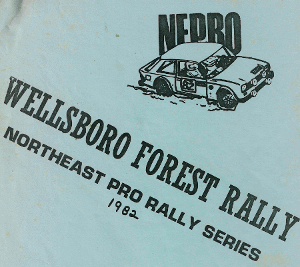 NEPRO
WELLSBORO FOREST RALLY
NORTHEAST PRO RALLY SERIES
1982